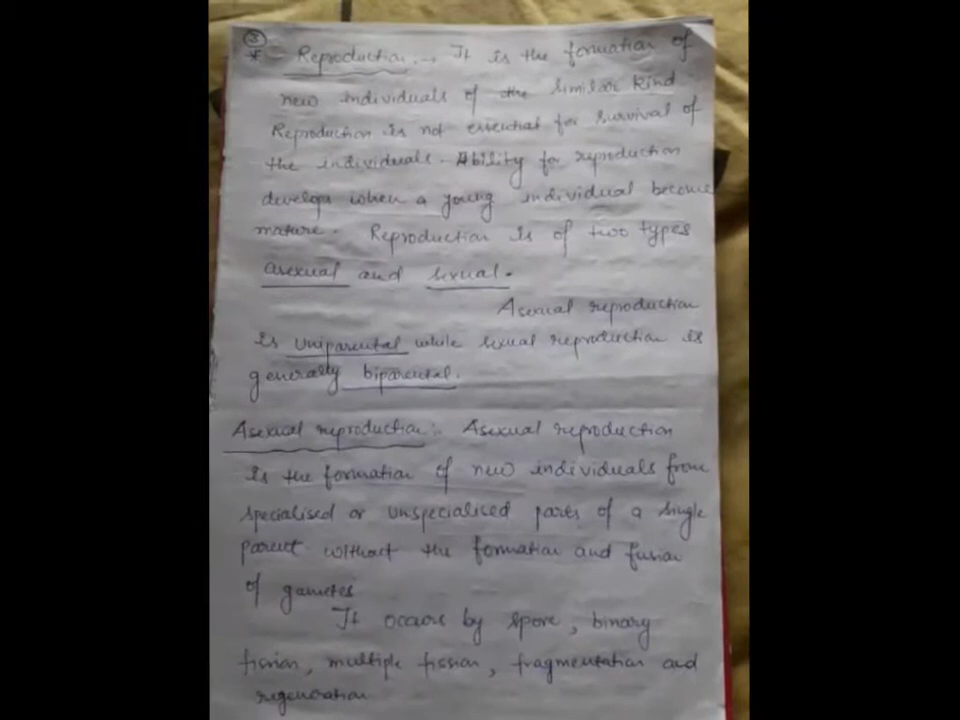 ③
* Reproduction :→ It is the formation of
new individuals of the similar kind
Reproduction is not essential for survival of
the individuals. Ability for reproduction
develops when a young individual become
mature. Reproduction is of two types
asexual and sexual.
Asexual reproduction
is uniparental while sexual reproduction is
generally biparental.
Asexual reproduction :- Asexual reproduction
is the formation of new individuals from
specialised or unspecialised parts of a single
parent without the formation and fusion
of gametes
It occurs by spore, binary
fission, multiple fission, fragmentation and
regeneration